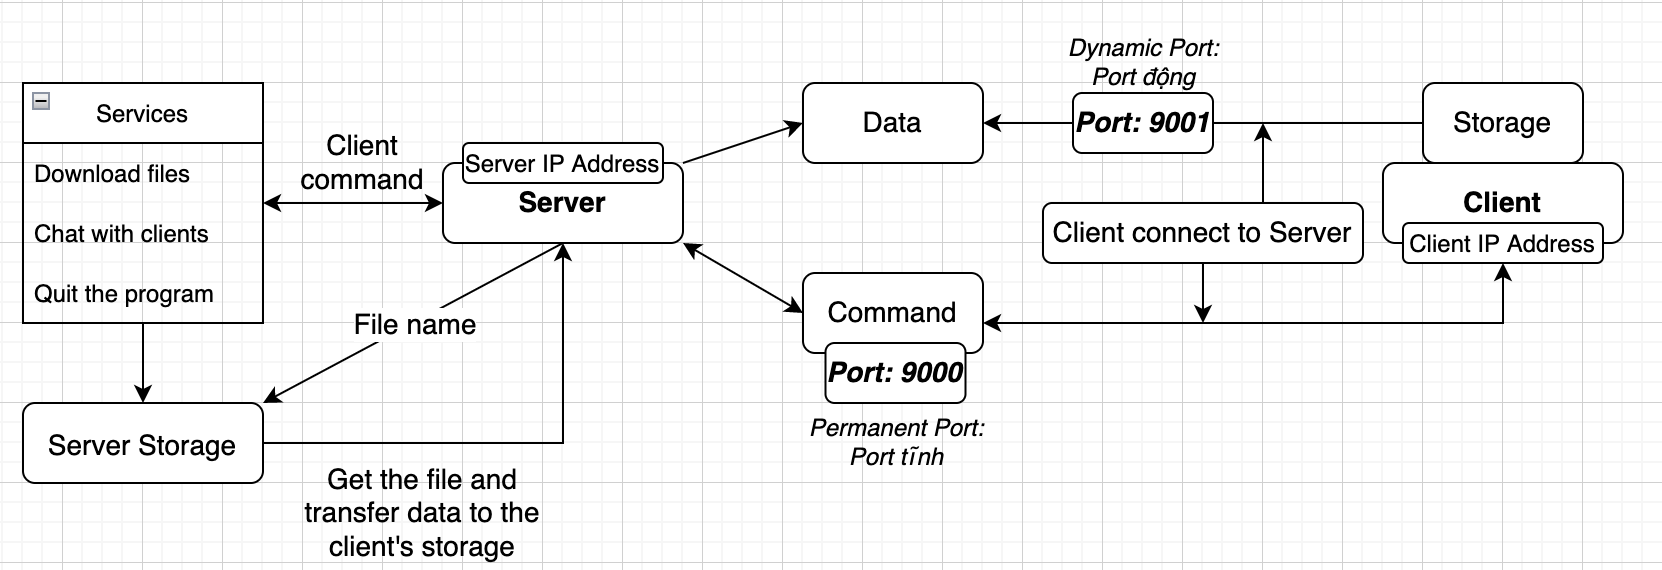 Services
Download files
Chat with clients
Quit the program
Client
command
Server IP Address
Server
File name
Server Storage
Get the file and
transfer data to the
client's storage
Data
Command
Port: 9000
Permanent Port:
Port tĩnh
Dynamic Port:
Port động
Port: 9001
Client connect to Server
Storage
Client
Client IP Address